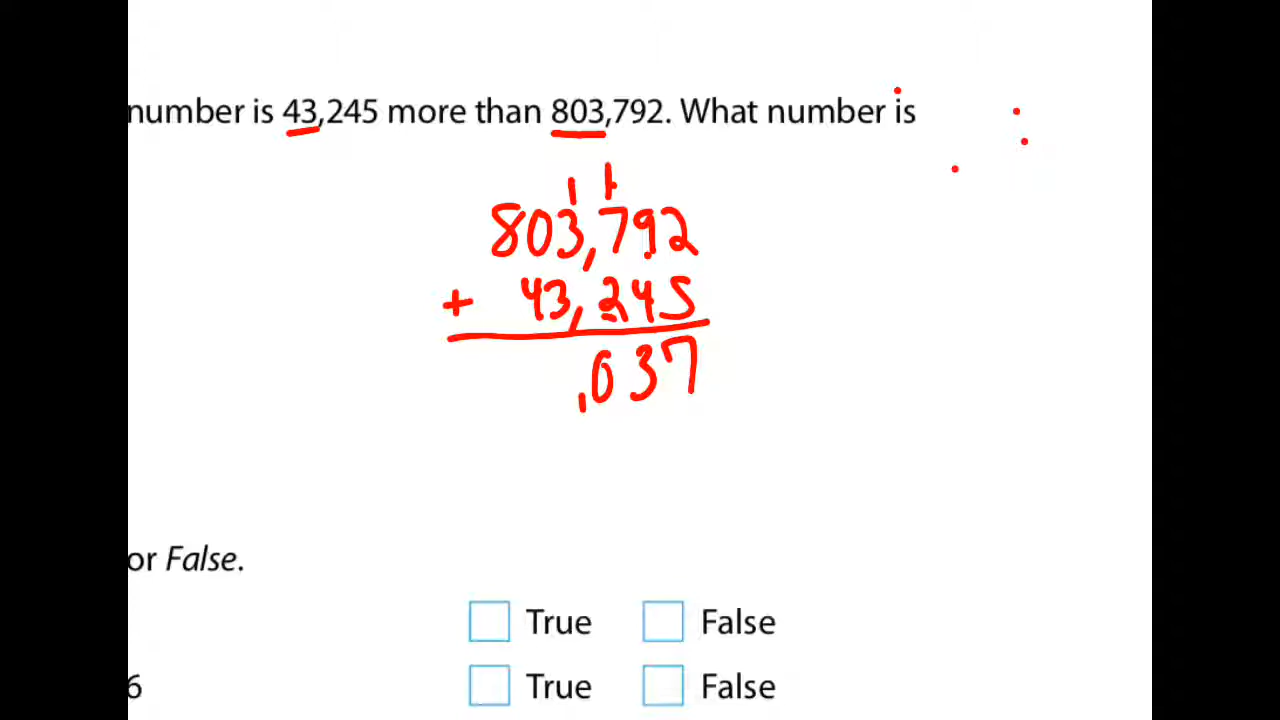 number is 43,245 more than 803,792. What number is
1 1
803,792
+ 43,245
,037
or False.
True False
6 True False